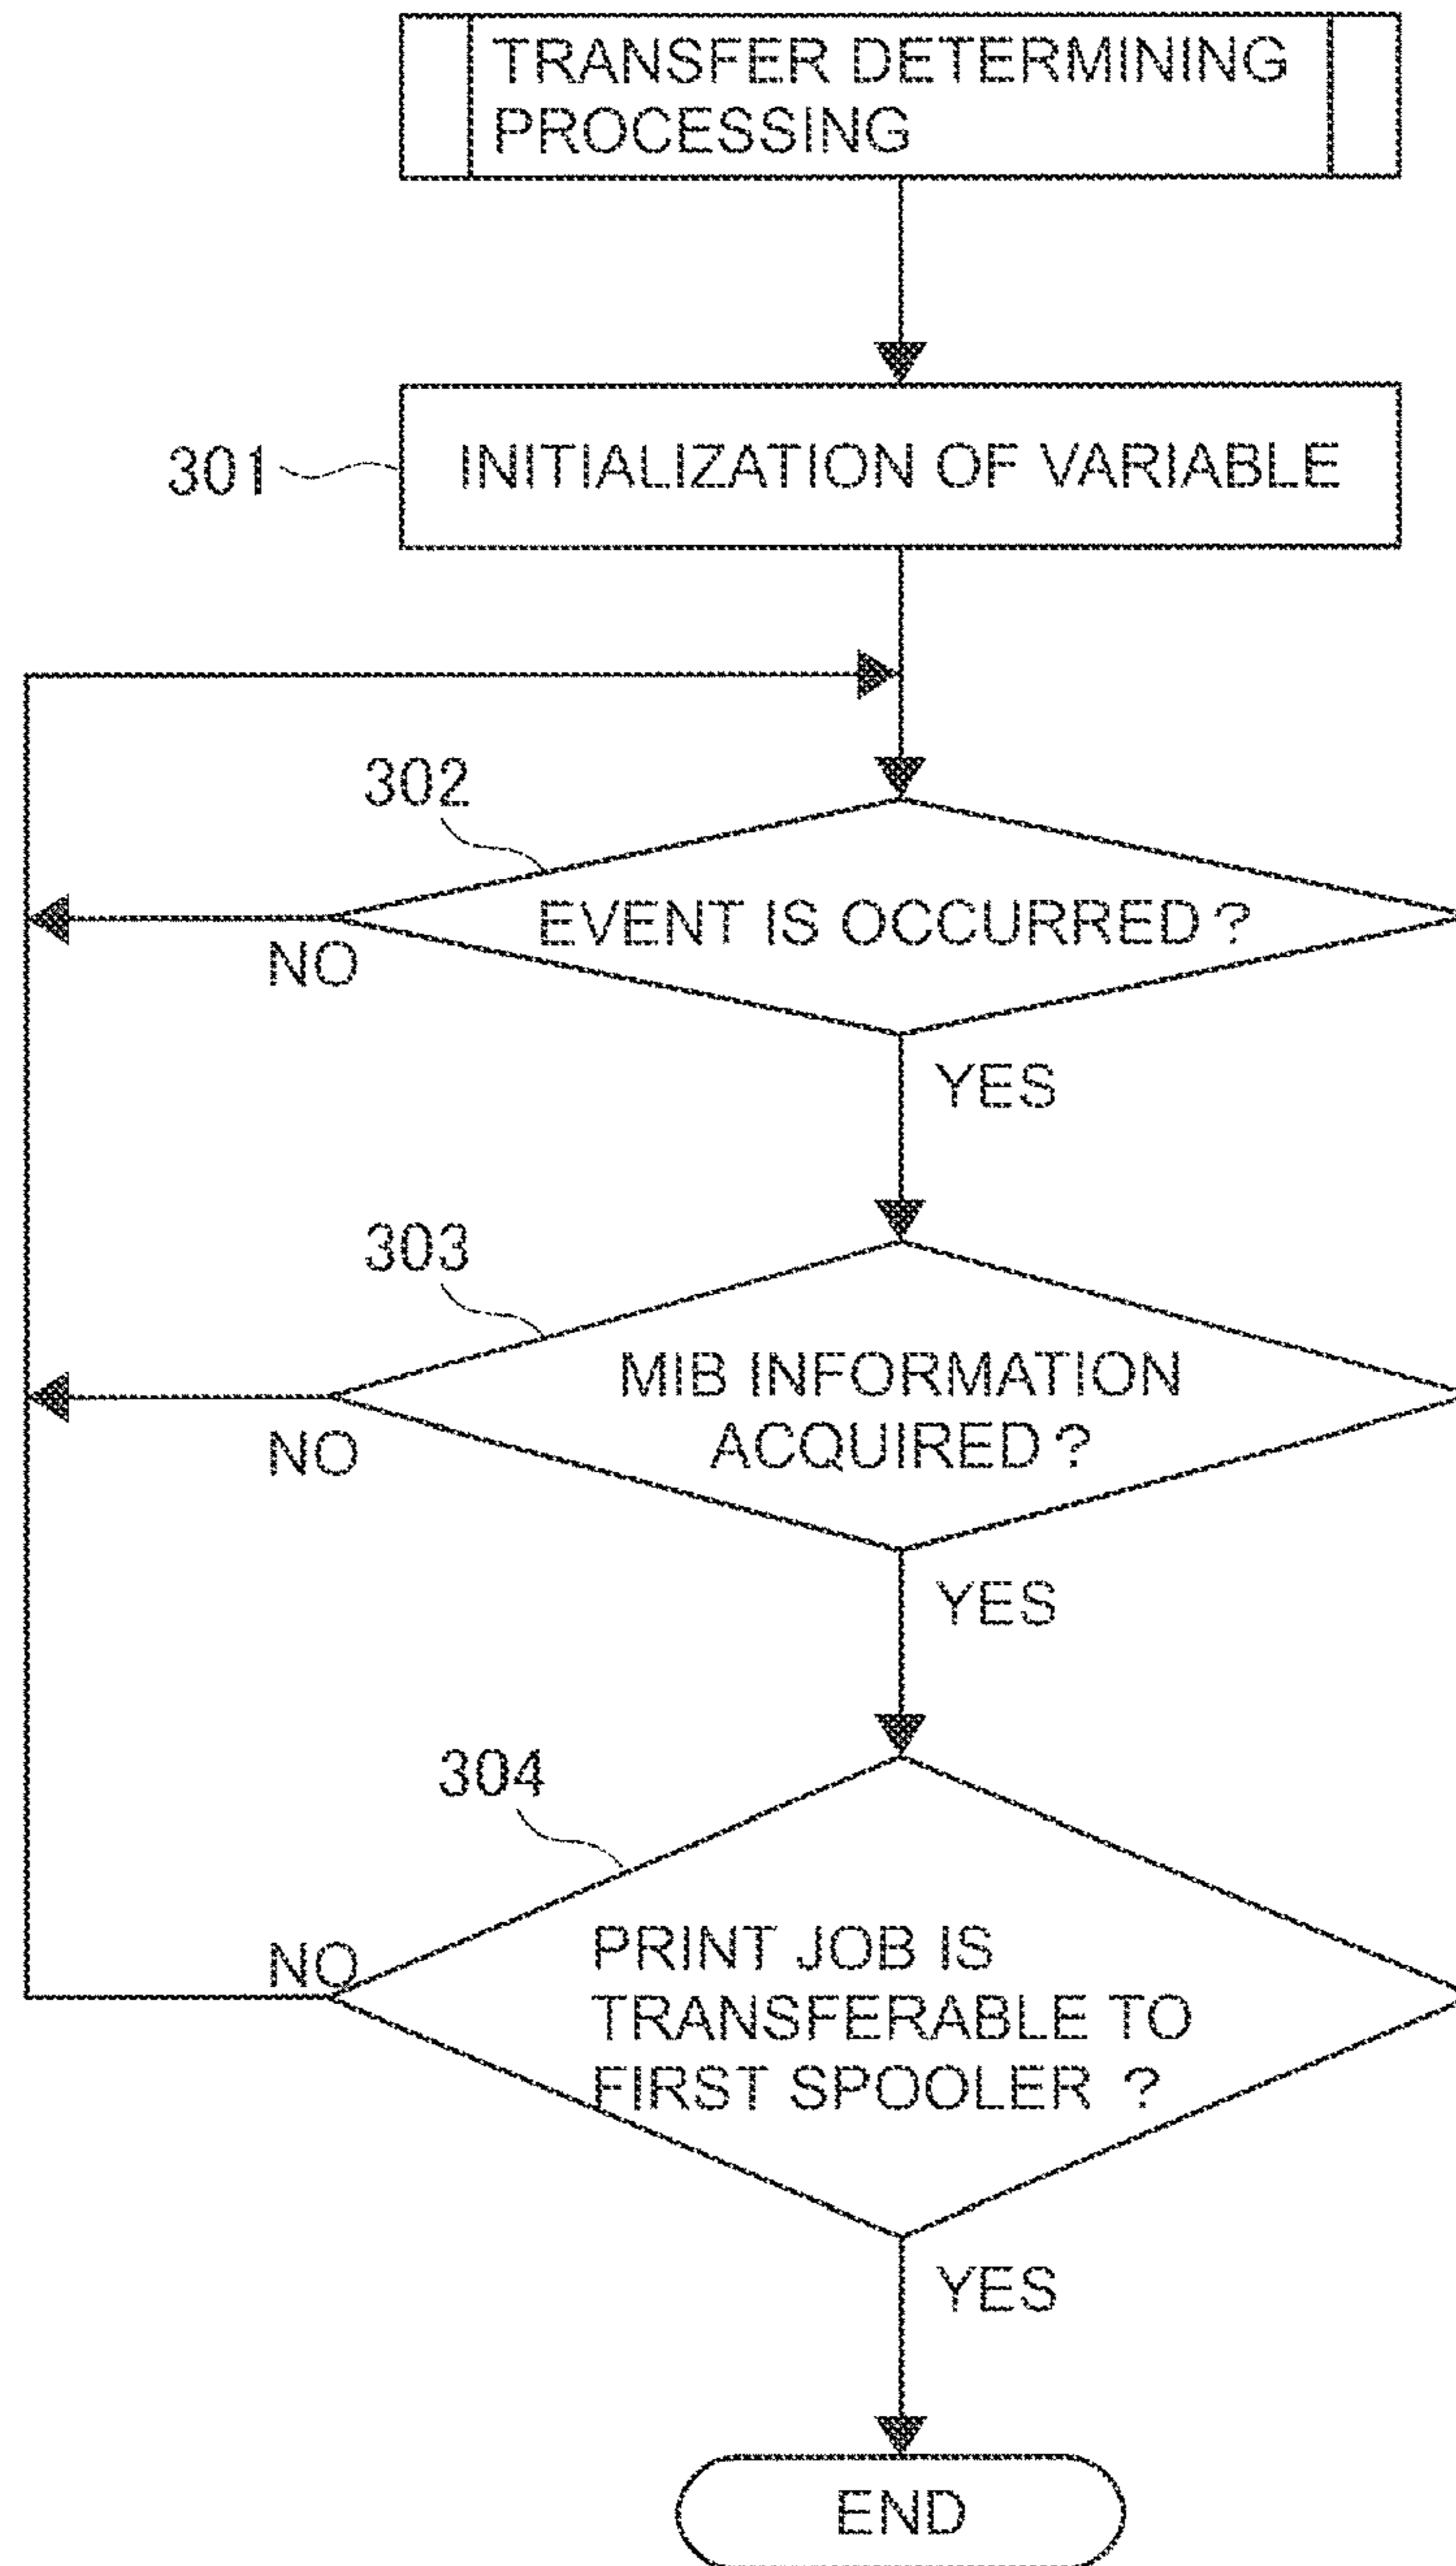 TRANSFER DETERMINING
PROCESSING
301
INITIALIZATION OF VARIABLE
302
EVENT IS OCCURRED ?
NO
YES
303
MIB INFORMATION
ACQUIRED ?
NO
YES
304
NO
PRINT JOB IS
TRANSFERABLE TO
FIRST SPOOLER ?
YES
END